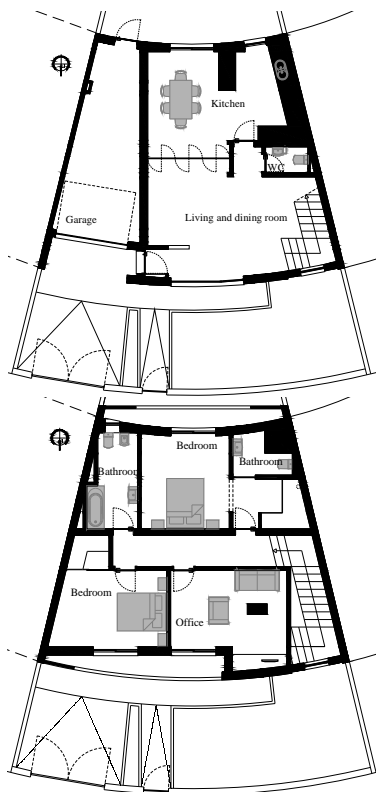 Kitchen
WC
Garage
Living and dining room
Bedroom
Bathroom
Bathroom
Bedroom
Office